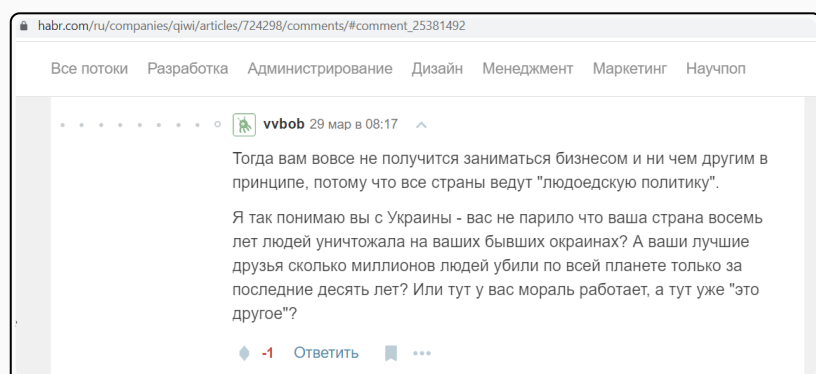 habr.com/ru/companies/qiwi/articles/724298/comments/#comment_25381492
Все потоки Разработка Администрирование Дизайн Менеджмент Маркетинг Научпоп
vvbob 29 мар в 08:17
Тогда вам вовсе не получится заниматься бизнесом и ни чем другим в
принципе, потому что все страны ведут "людоедскую политику".
Я так понимаю вы с Украины - вас не парило что ваша страна восемь
лет людей уничтожала на ваших бывших окраинах? А ваши лучшие
друзья сколько миллионов людей убили по всей планете только за
последние десять лет? Или тут у вас мораль работает, а тут уже "это
другое"?
-1 Ответить